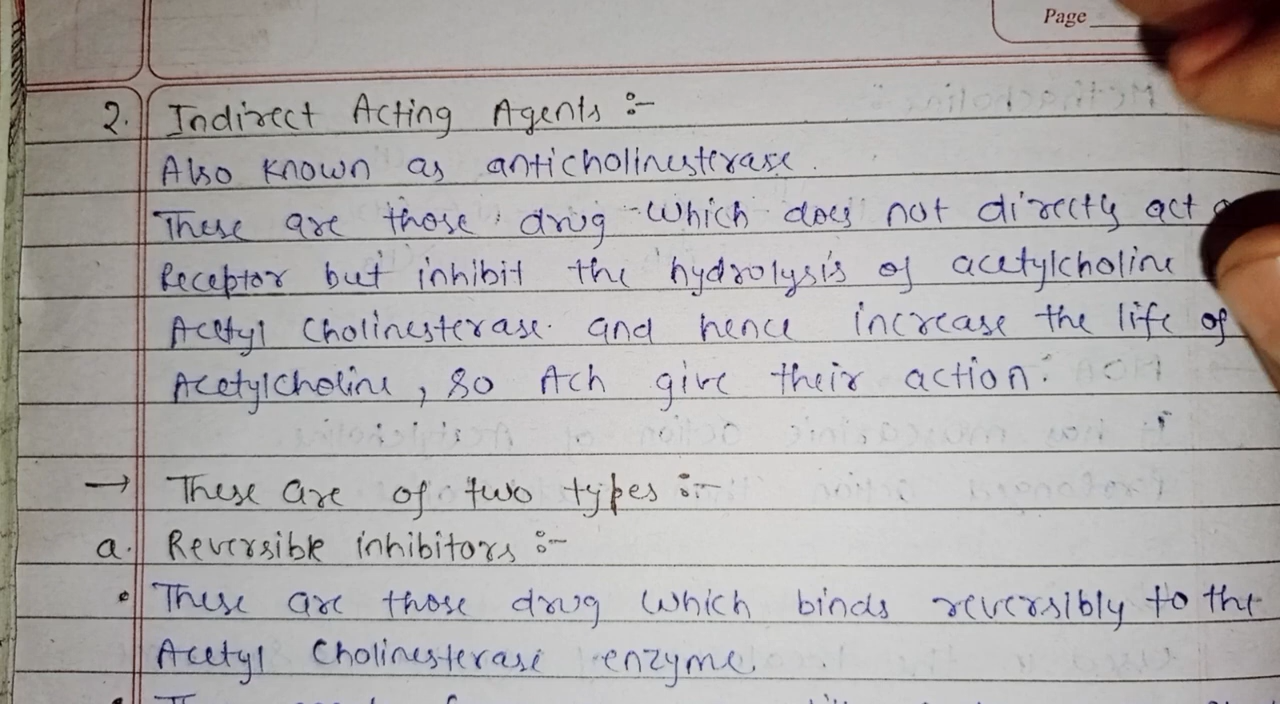 Page
2. Indirect Acting Agents :-
Also known as anticholinesterase.
These are those drug which does not directly act
Receptor but inhibit the hydrolysis of acetylcholine
Acetyl cholinesterase. and hence increase the life of
Acetylcholine, so Ach give their action.
→ These are of two types :-
a. Reversible inhibitors :-
• These are those drug which binds reversibly to the
Acetyl Cholinesterase enzyme.